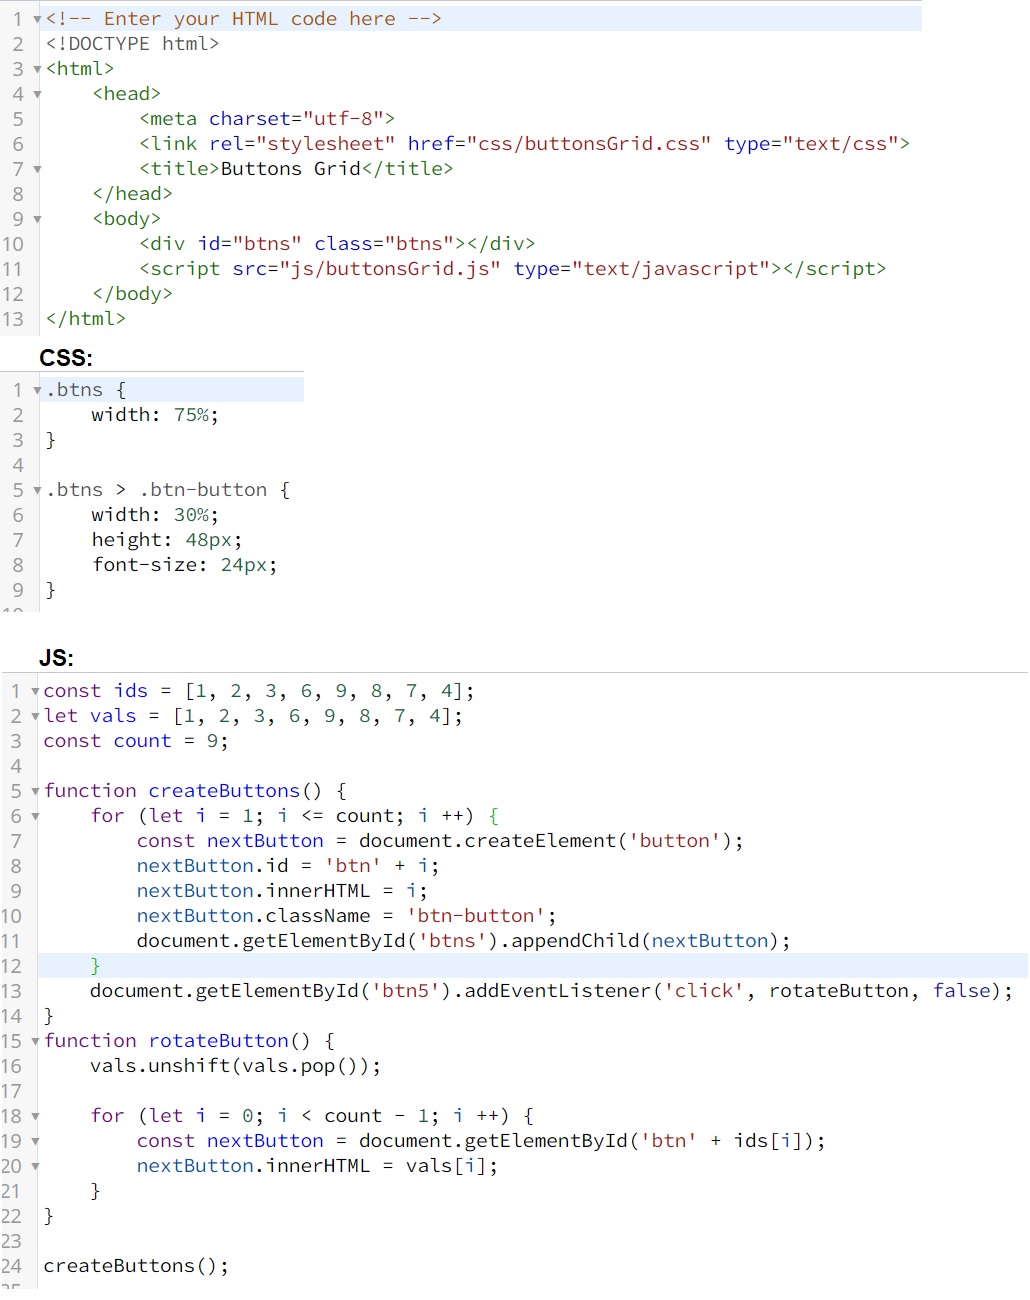 1 <!-- Enter your HTML code here -->
2 <!DOCTYPE html>
3 <html>
4     <head>
5         <meta charset="utf-8">
6         <link rel="stylesheet" href="css/buttonsGrid.css" type="text/css">
7         <title>Buttons Grid</title>
8     </head>
9     <body>
10         <div id="btns" class="btns"></div>
11         <script src="js/buttonsGrid.js" type="text/javascript"></script>
12     </body>
13 </html>
CSS:
1 .btns {
2     width: 75%;
3 }
4
5 .btns > .btn-button {
6     width: 30%;
7     height: 48px;
8     font-size: 24px;
9 }
10
JS:
1 const ids = [1, 2, 3, 6, 9, 8, 7, 4];
2 let vals = [1, 2, 3, 6, 9, 8, 7, 4];
3 const count = 9;
4
5 function createButtons() {
6     for (let i = 1; i <= count; i ++) {
7         const nextButton = document.createElement('button');
8         nextButton.id = 'btn' + i;
9         nextButton.innerHTML = i;
10         nextButton.className = 'btn-button';
11         document.getElementById('btns').appendChild(nextButton);
12     }
13     document.getElementById('btn5').addEventListener('click', rotateButton, false);
14 }
15 function rotateButton() {
16     vals.unshift(vals.pop());
17
18     for (let i = 0; i < count - 1; i ++) {
19         const nextButton = document.getElementById('btn' + ids[i]);
20         nextButton.innerHTML = vals[i];
21     }
22 }
23
24 createButtons();
25